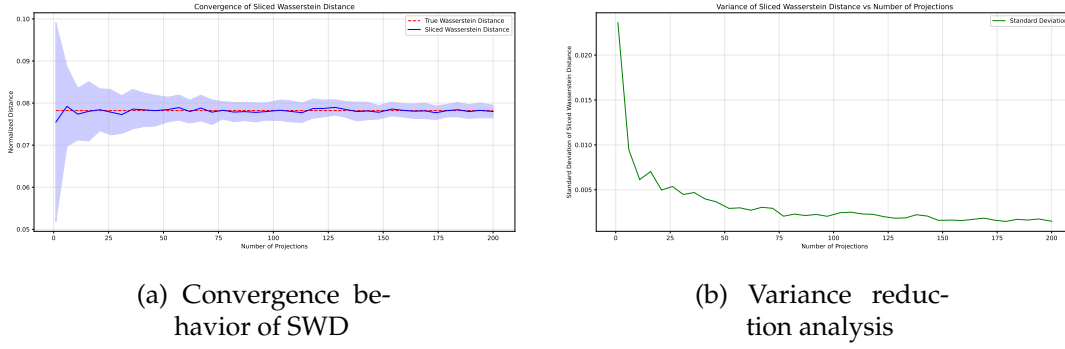 Convergence of Sliced Wasserstein Distance
0.10
0.09
0.08
0.07
0.06
0.05
Normalized Distance
True Wasserstein Distance
Sliced Wasserstein Distance
0
25
50
75
100
125
150
175
200
Number of Projections
(a) Convergence be-
havior of SWD
Variance of Sliced Wasserstein Distance vs Number of Projections
0.020
0.015
0.010
0.005
Standard Deviation of Sliced Wasserstein Distance
Standard Deviation
0
25
50
75
100
125
150
175
200
Number of Projections
(b) Variance reduc-
tion analysis